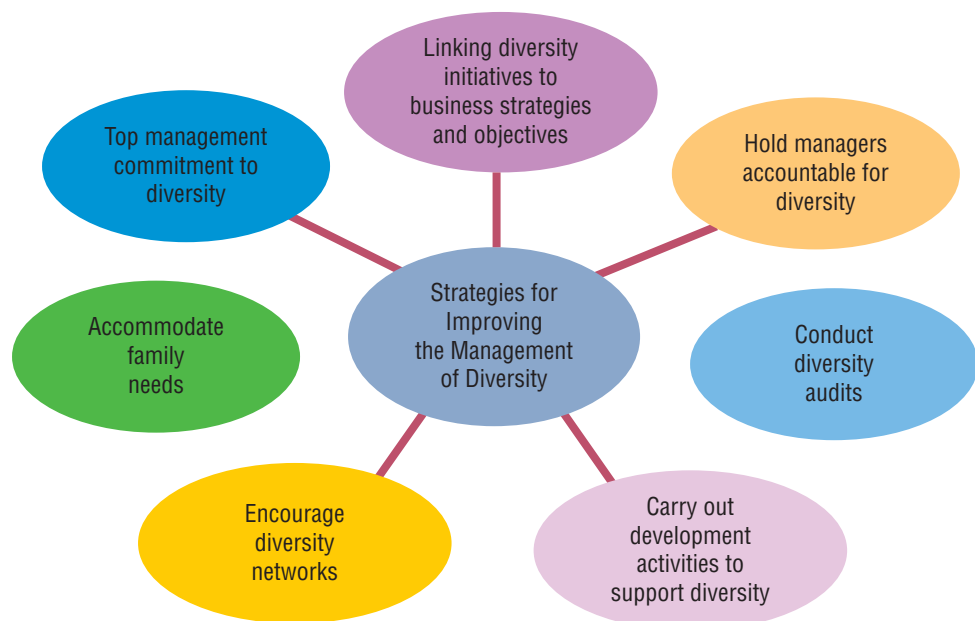 Linking diversity
initiatives to
business strategies
and objectives
Top management
commitment to
diversity
Hold managers
accountable for
diversity
Strategies for
Improving
the Management
of Diversity
Accommodate
family
needs
Conduct
diversity
audits
Encourage
diversity
networks
Carry out
development
activities to
support diversity